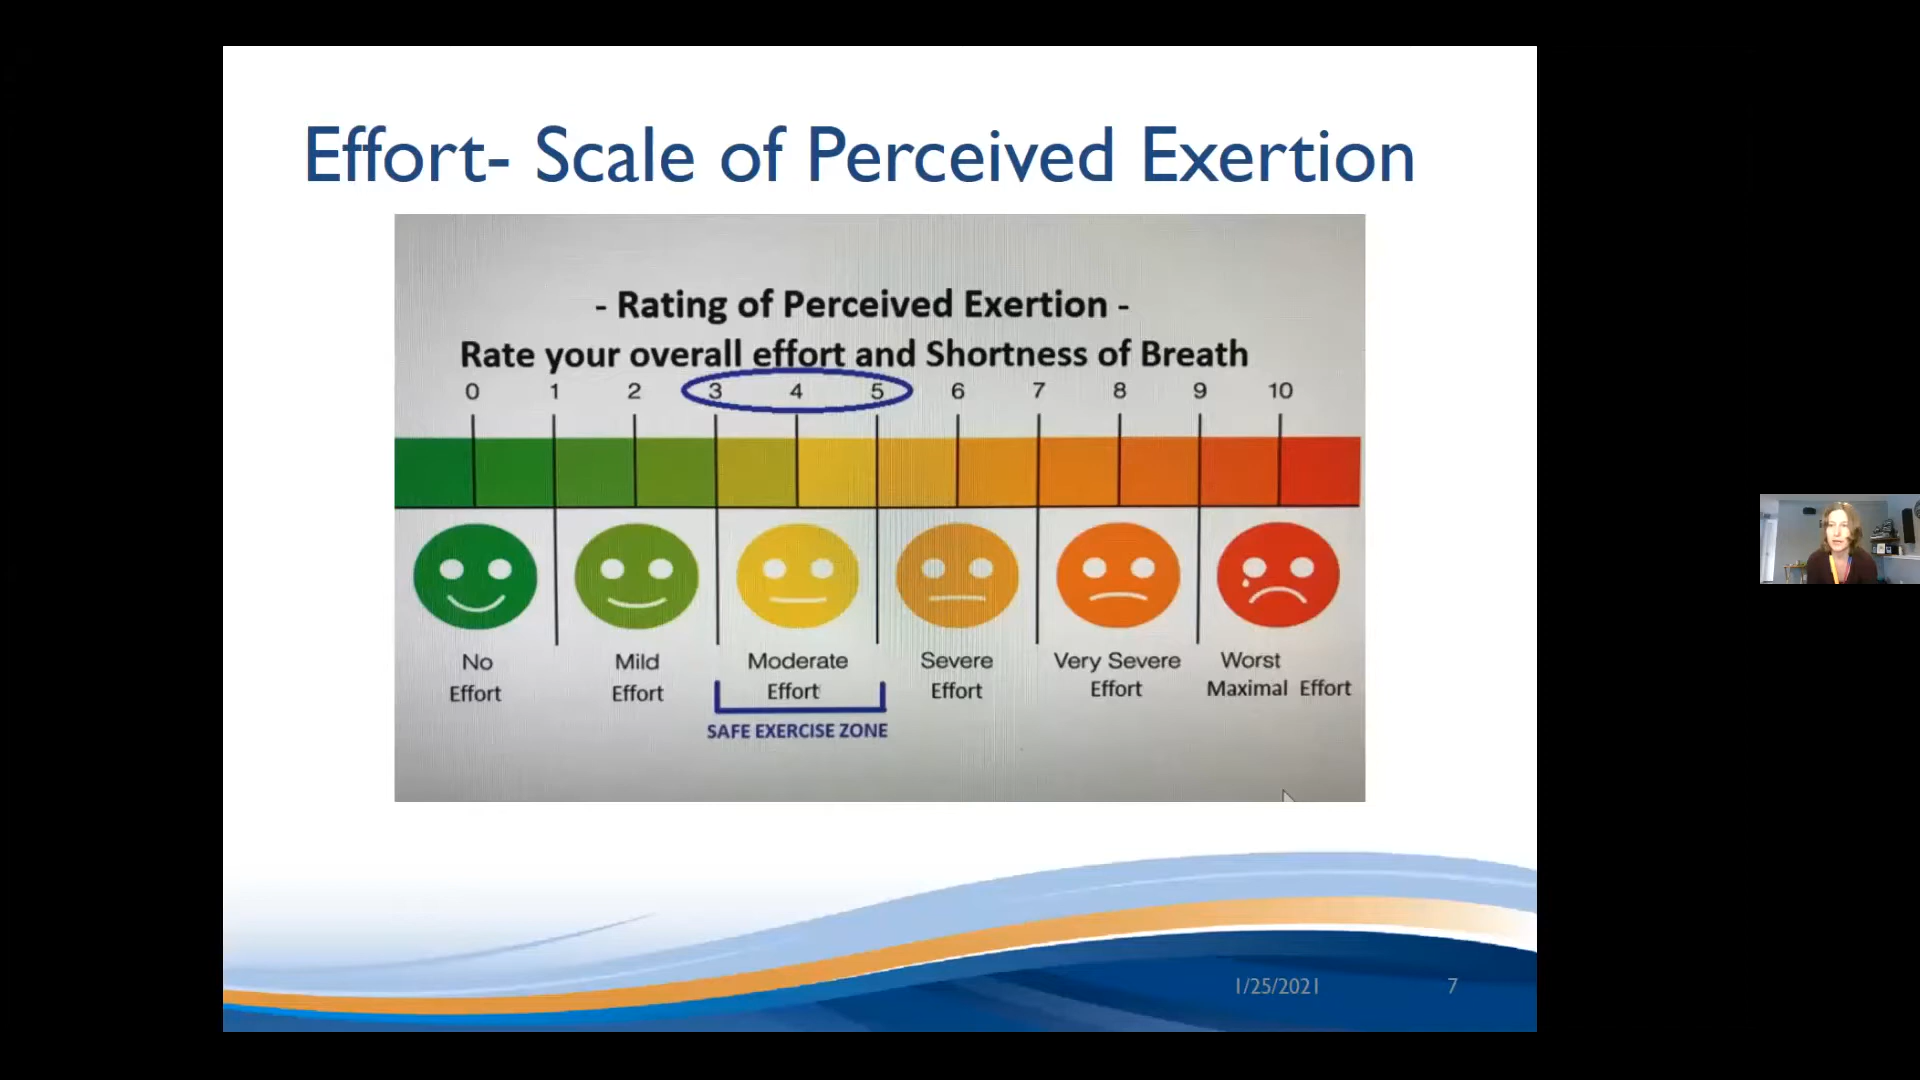 Effort- Scale of Perceived Exertion
- Rating of Perceived Exertion -
Rate your overall effort and Shortness of Breath
0 1 2 3 4 5 6 7 8 9 10
No Effort
Mild Effort
Moderate Effort
Severe Effort
Very Severe Effort
Worst Maximal Effort
SAFE EXERCISE ZONE
1/25/2021 7